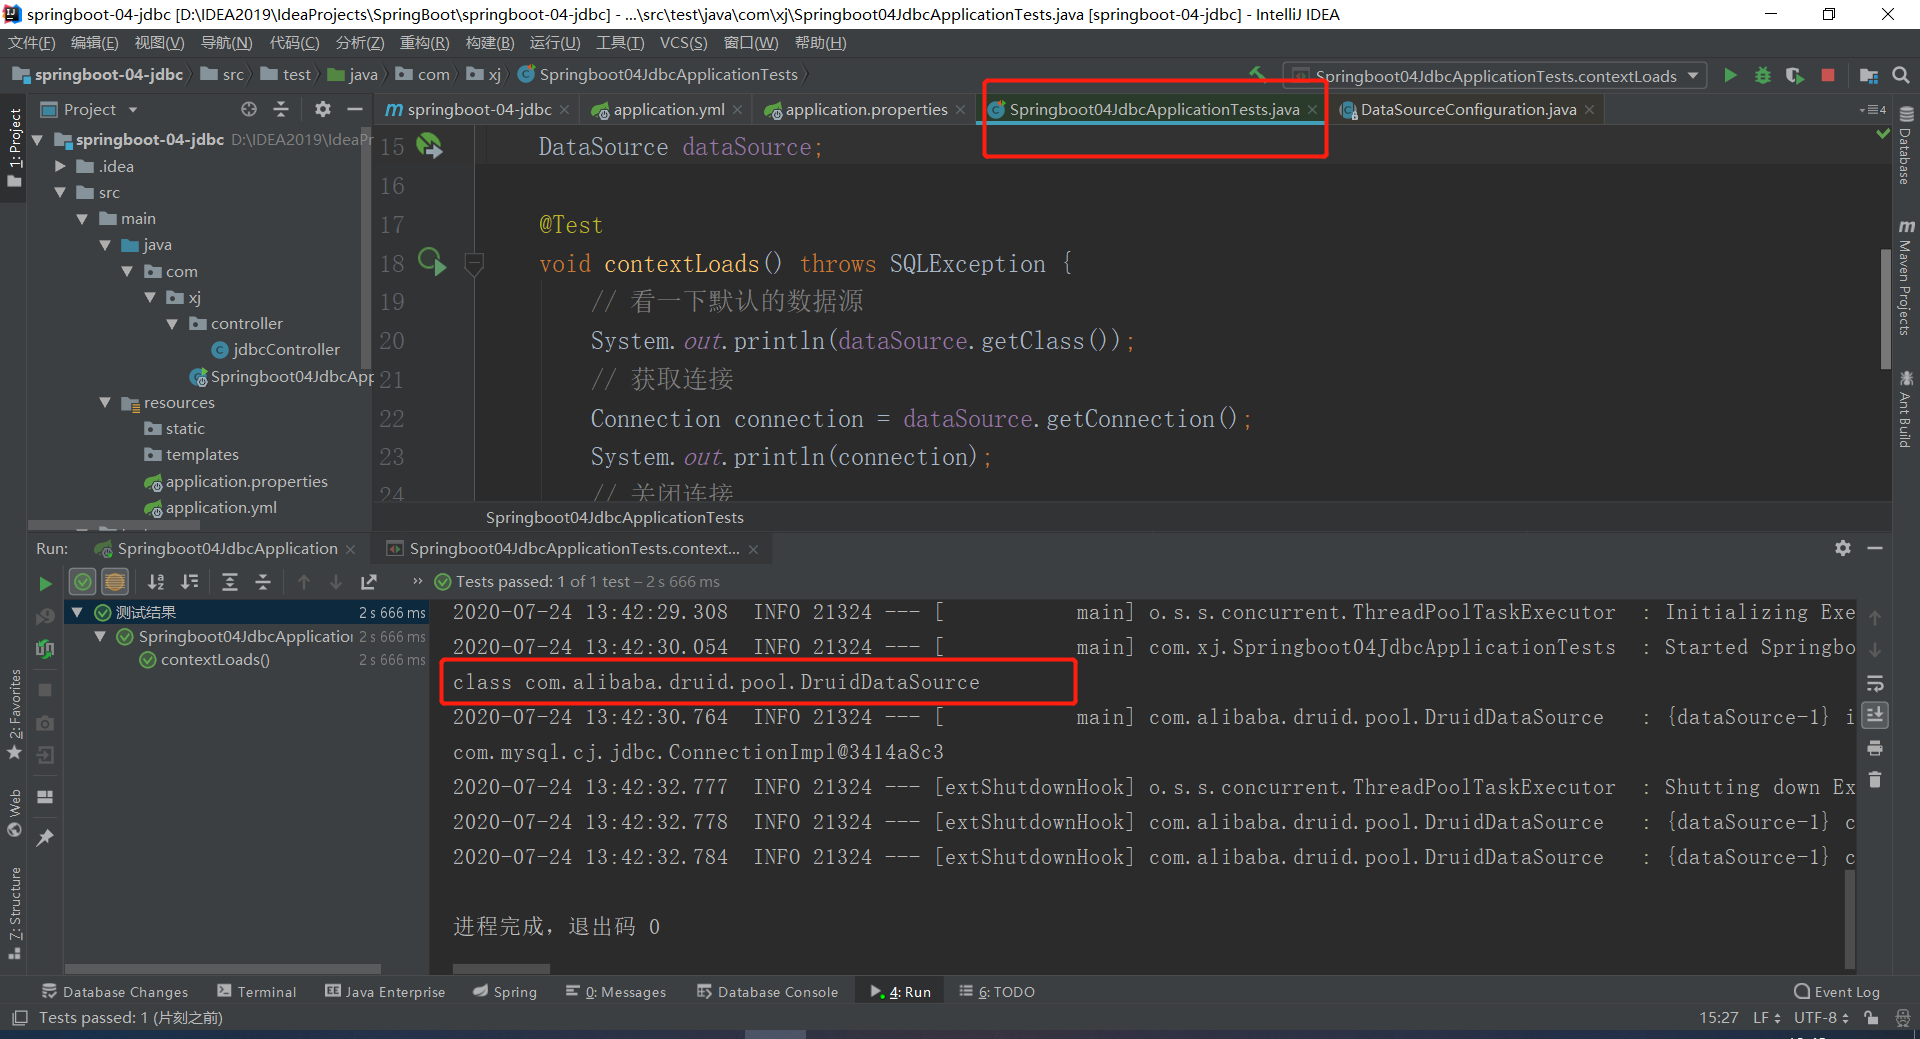 springboot-04-jdbc [D:\IDEA2019\IdeaProjects\SpringBoot\springboot-04-jdbc] - ...\src\test\java\com\xj\Springboot04JdbcApplicationTests.java [springboot-04-jdbc] - IntelliJ IDEA
文件(F) 编辑(E) 视图(V) 导航(N) 代码(C) 分析(Z) 重构(R) 构建(B) 运行(U) 工具(T) VCS(S) 窗口(W) 帮助(H)
springboot-04-jdbc src test java com xj Springboot04JdbcApplicationTests Springboot04JdbcApplicationTests.contextLoads
Project springboot-04-jdbc application.yml application.properties Springboot04JdbcApplicationTests.java DataSourceConfiguration.java 4
1: Project
springboot-04-jdbc D:\IDEA2019\IdeaPr
.idea
src
main
java
com
xj
controller
jdbcController
Springboot04JdbcApp
resources
static
templates
application.properties
application.yml
15 DataSource dataSource;
16
17 @Test
18 void contextLoads() throws SQLException {
19 // 看一下默认的数据源
20 System.out.println(dataSource.getClass());
21 // 获取连接
22 Connection connection = dataSource.getConnection();
23 System.out.println(connection);
24 // 关闭连接
Springboot04JdbcApplicationTests
Database
Maven Projects
Ant Build
Run: Springboot04JdbcApplication Springboot04JdbcApplicationTests.context...
Tests passed: 1 of 1 test – 2 s 666 ms
测试结果 2 s 666 ms
Springboot04JdbcApplication 2 s 666 ms
contextLoads() 2 s 666 ms
2020-07-24 13:42:29.308 INFO 21324 --- [ main] o.s.s.concurrent.ThreadPoolTaskExecutor : Initializing Exe
2020-07-24 13:42:30.054 INFO 21324 --- [ main] com.xj.Springboot04JdbcApplicationTests : Started Springbo
class com.alibaba.druid.pool.DruidDataSource
2020-07-24 13:42:30.764 INFO 21324 --- [ main] com.alibaba.druid.pool.DruidDataSource : {dataSource-1} i
com.mysql.cj.jdbc.ConnectionImpl@3414a8c3
2020-07-24 13:42:32.777 INFO 21324 --- [extShutdownHook] o.s.s.concurrent.ThreadPoolTaskExecutor : Shutting down Ex
2020-07-24 13:42:32.778 INFO 21324 --- [extShutdownHook] com.alibaba.druid.pool.DruidDataSource : {dataSource-1} c
2020-07-24 13:42:32.784 INFO 21324 --- [extShutdownHook] com.alibaba.druid.pool.DruidDataSource : {dataSource-1} c
进程完成，退出码 0
2: Favorites
Web
7: Structure
Database Changes Terminal Java Enterprise Spring 0: Messages Database Console 4: Run 6: TODO Event Log
Tests passed: 1 (片刻之前) 15:27 LF UTF-8